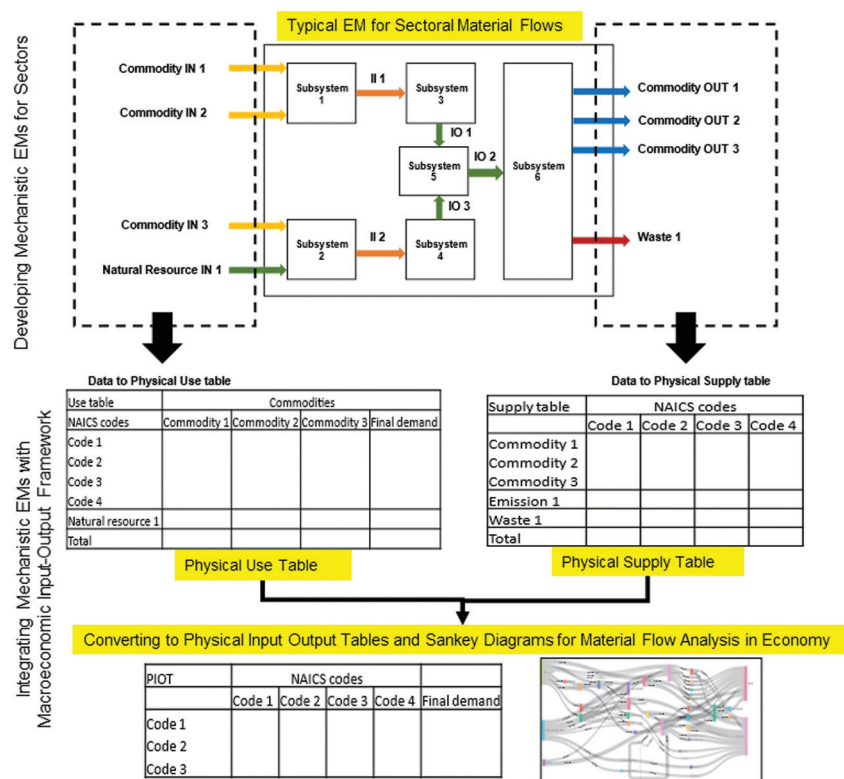 Typical EM for Sectoral Material Flows
Developing Mechanistic EMs for Sectors
Commodity IN 1
Commodity IN 2
Commodity IN 3
Natural Resource IN 1
Subsystem
1
II 1
Subsystem
3
IO 1
Subsystem
5
IO 2
IO 3
Subsystem
2
II 2
Subsystem
4
Subsystem
6
Commodity OUT 1
Commodity OUT 2
Commodity OUT 3
Waste 1
Integrating Mechanistic EMs with
Macroeconomic Input-Output Framework
Data to Physical Use table
Use table Commodities
NAICS codes Commodity 1 Commodity 2 Commodity 3 Final demand
Code 1
Code 2
Code 3
Code 4
Natural resource 1
Total
Physical Use Table
Data to Physical Supply table
Supply table NAICS codes
Code 1 Code 2 Code 3 Code 4
Commodity 1
Commodity 2
Commodity 3
Emission 1
Waste 1
Total
Physical Supply Table
Converting to Physical Input Output Tables and Sankey Diagrams for Material Flow Analysis in Economy
PIOT NAICS codes
Code 1 Code 2 Code 3 Code 4 Final demand
Code 1
Code 2
Code 3